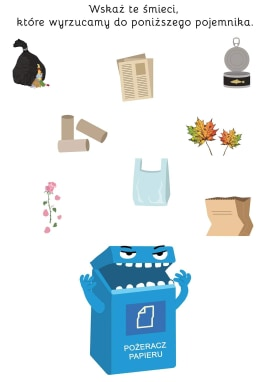 Wskaż te śmieci,
które wyrzucamy do poniższego pojemnika.
POŻERACZ
PAPIERU